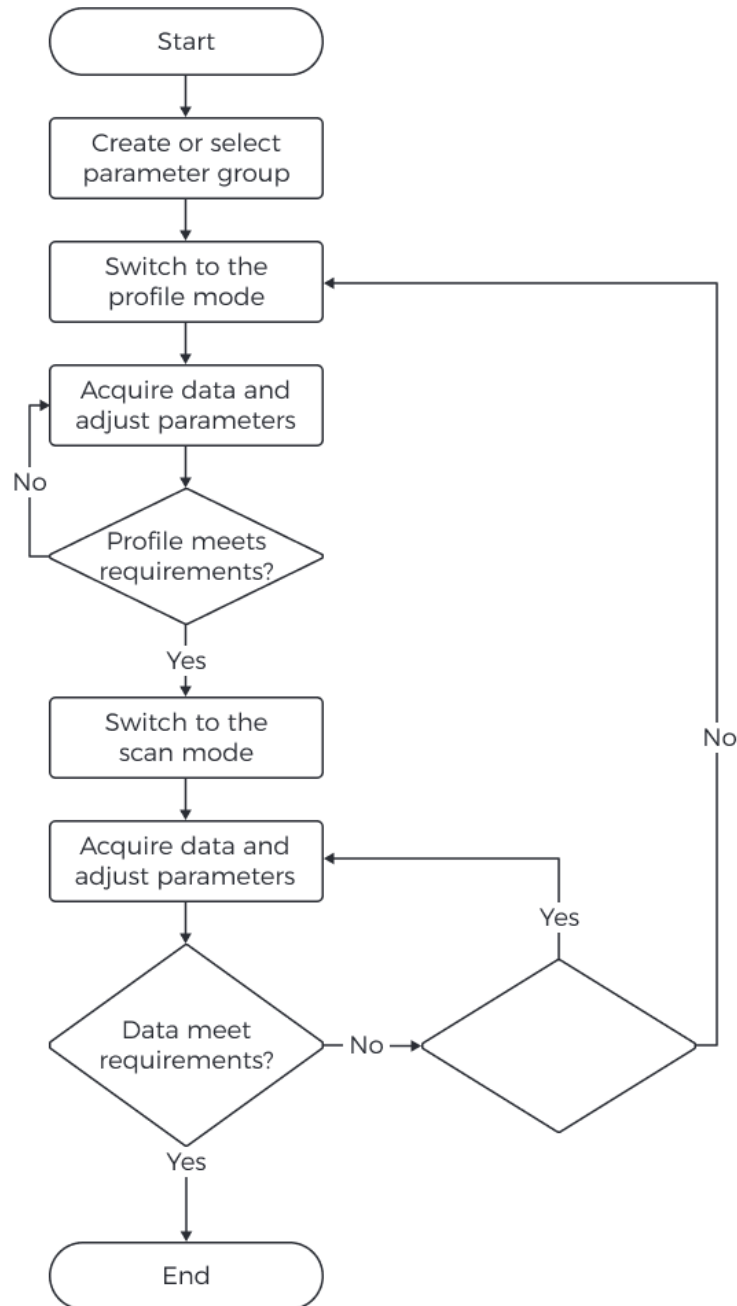 Start
Create or select
parameter group
Switch to the
profile mode
Acquire data and
adjust parameters
No
Profile meets
requirements?
Yes
Switch to the
scan mode
No
Acquire data and
adjust parameters
Yes
Data meet
requirements?
No
Yes
End